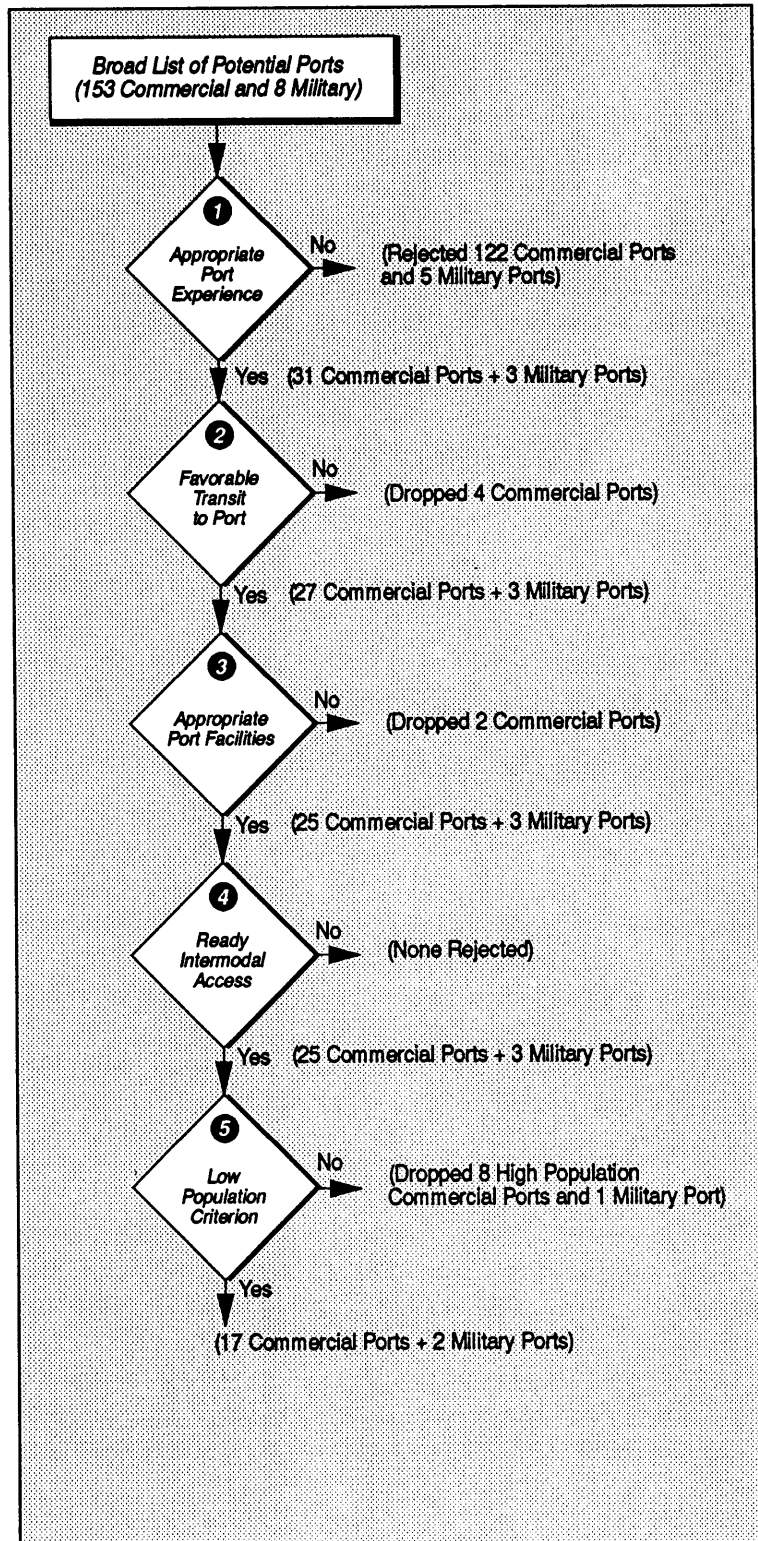 Broad List of Potential Ports
(153 Commercial and 8 Military)
1
Appropriate
Port
Experience
No
(Rejected 122 Commercial Ports
and 5 Military Ports)
Yes (31 Commercial Ports + 3 Military Ports)
2
Favorable
Transit
to Port
No
(Dropped 4 Commercial Ports)
Yes (27 Commercial Ports + 3 Military Ports)
3
Appropriate
Port Facilities
No
(Dropped 2 Commercial Ports)
Yes (25 Commercial Ports + 3 Military Ports)
4
Ready
Intermodal
Access
No
(None Rejected)
Yes (25 Commercial Ports + 3 Military Ports)
5
Low
Population
Criterion
No
(Dropped 8 High Population
Commercial Ports and 1 Military Port)
Yes
(17 Commercial Ports + 2 Military Ports)